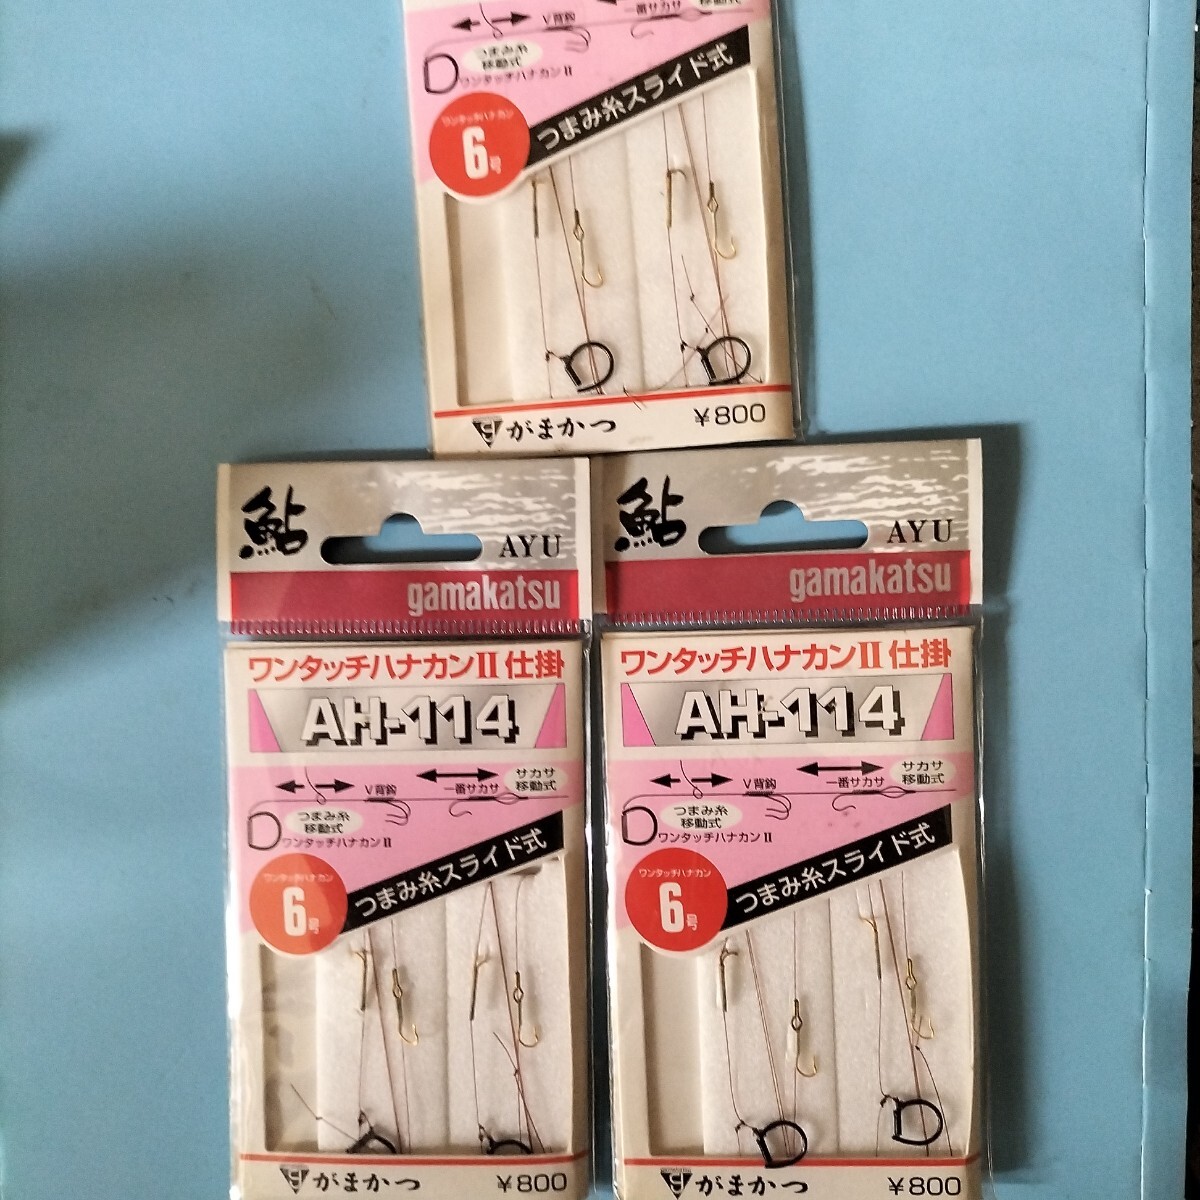 移動式
V背鈎
一番サカサ
つまみ糸
移動式
ワンタッチハナカンII
ワンタッチハナカン
6号
つまみ糸スライド式
がまかつ
¥800
鮎
AYU
gamakatsu
ワンタッチハナカンII仕掛
AH-114
サカサ
移動式
V背鈎
一番サカサ
つまみ糸
移動式
ワンタッチハナカンII
ワンタッチハナカン
6号
つまみ糸スライド式
がまかつ
¥800
鮎
AYU
gamakatsu
ワンタッチハナカンII仕掛
AH-114
サカサ
移動式
V背鈎
一番サカサ
つまみ糸
移動式
ワンタッチハナカンII
ワンタッチハナカン
6号
つまみ糸スライド式
gamakatsu
がまかつ
¥800